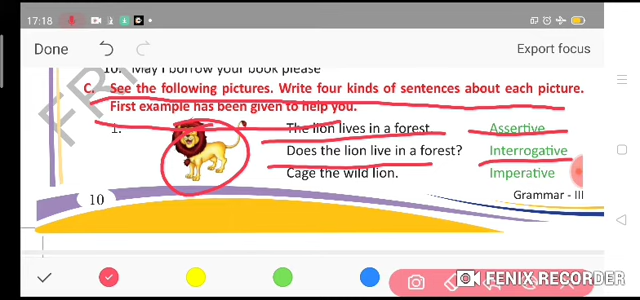 17:18
Done
Export focus
10. May I borrow your book please
C. See the following pictures. Write four kinds of sentences about each picture.
First example has been given to help you.
1. The lion lives in a forest. Assertive
Does the lion live in a forest? Interrogative
Cage the wild lion. Imperative
Grammar - III
10
FENIX RECORDER